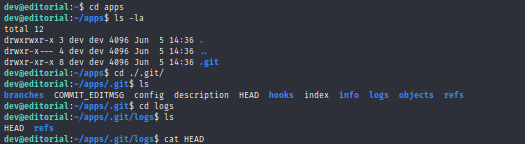 dev@editorial:~$ cd apps
dev@editorial:~/apps$ ls -la
total 12
drwxrwxr-x 3 dev dev 4096 Jun  5 14:36 .
drwxr-x--- 4 dev dev 4096 Jun  5 14:36 ..
drwxr-xr-x 8 dev dev 4096 Jun  5 14:36 .git
dev@editorial:~/apps$ cd ./.git/
dev@editorial:~/apps/.git$ ls
branches  COMMIT_EDITMSG  config  description  HEAD  hooks  index  info  logs  objects  refs
dev@editorial:~/apps/.git$ cd logs
dev@editorial:~/apps/.git/logs$ ls
HEAD  refs
dev@editorial:~/apps/.git/logs$ cat HEAD